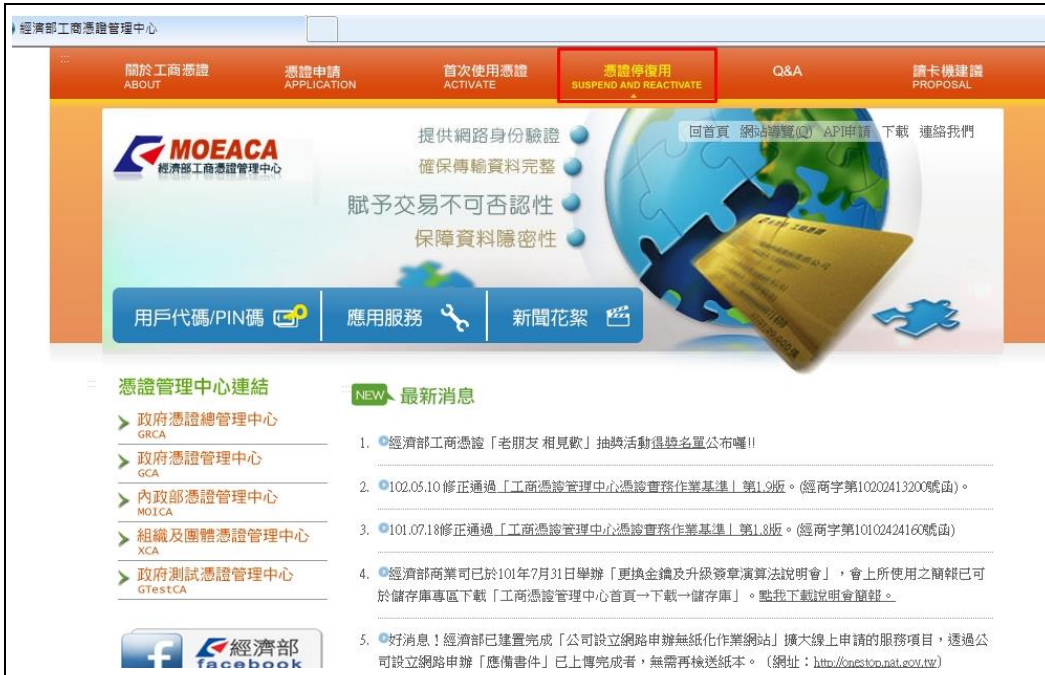 經濟部工商憑證管理中心
關於工商憑證 憑證申請 首次使用憑證 憑證停復用 Q&A 讀卡機建議
ABOUT APPLICATION ACTIVATE SUSPEND AND REACTIVATE PROPOSAL
回首頁 網站導覽(Q) API申請 下載 連絡我們
MOEACA
經濟部工商憑證管理中心
提供網路身份驗證
確保傳輸資料完整
賦予交易不可否認性
保障資料隱密性
用戶代碼/PIN碼 應用服務 新聞花絮
憑證管理中心連結
政府憑證總管理中心
GRCA
政府憑證管理中心
GCA
內政部憑證管理中心
MOICA
組織及團體憑證管理中心
XCA
政府測試憑證管理中心
GTestCA
經濟部
facebook
NEW 最新消息
1. 經濟部工商憑證「老朋友 相見歡」抽獎活動得獎名單公布囉!!
2. 102.05.10修正通過「工商憑證管理中心憑證實務作業基準」第1.9版。(經商字第10202413200號函)。
3. 101.07.18修正通過「工商憑證管理中心憑證實務作業基準」第1.8版。(經商字第10102424160號函)
4. 經濟部商業司已於101年7月31日舉辦「更換金鑰及升級簽章演算法說明會」，會上所使用之簡報已可
於儲存庫專區下載「工商憑證管理中心首頁→下載→儲存庫」。點我下載說明會簡報。
5. 好消息！經濟部已建置完成「公司設立網路申辦無紙化作業網站」擴大線上申請的服務項目，透過公
司設立網路申辦「應備書件」已上傳完成者，無需再檢送紙本。〔網址：http://onestop.nat.gov.tw〕